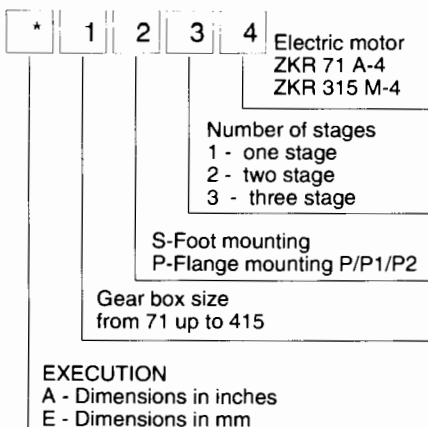 * 1 2 3 4
Electric motor
ZKR 71 A-4
ZKR 315 M-4
Number of stages
1 - one stage
2 - two stage
3 - three stage
S-Foot mounting
P-Flange mounting P/P1/P2
Gear box size
from 71 up to 415
EXECUTION
A - Dimensions in inches
E - Dimensions in mm